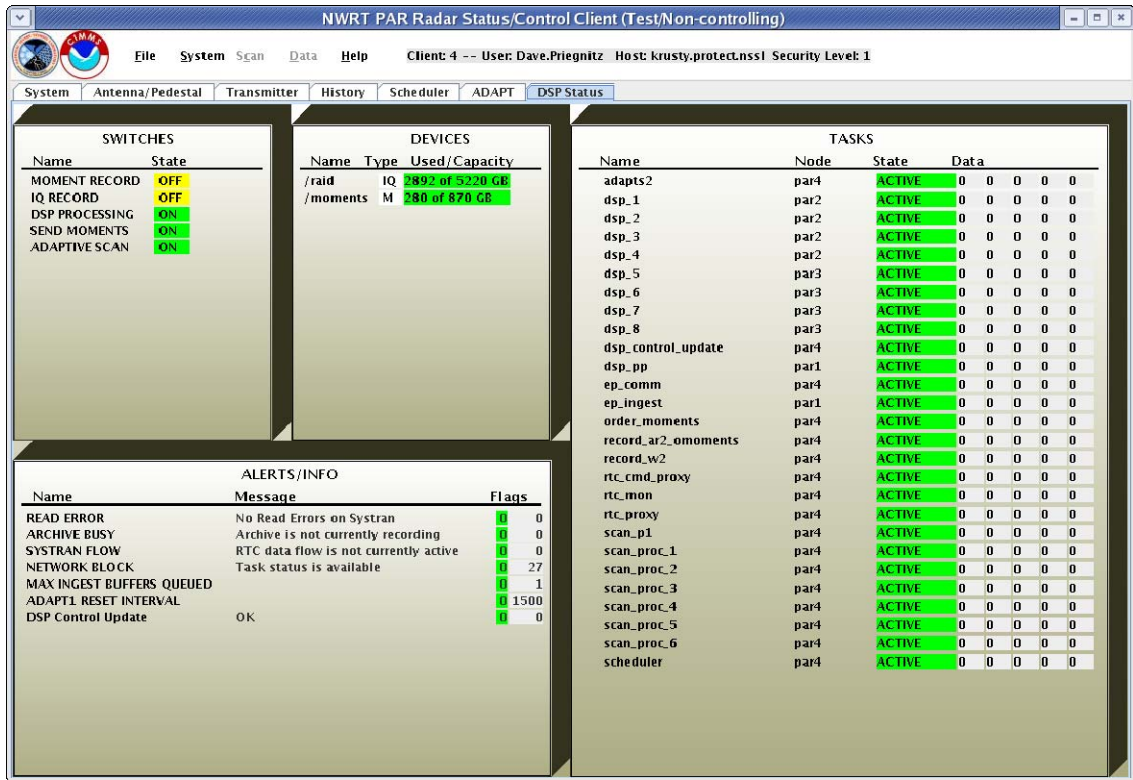 NWRT PAR Radar Status/Control Client (Test/Non-controlling)
CIMMS
File System Scan Data Help Client: 4 -- User: Dave.Priegnitz Host: krusty.protect.nssl Security Level: 1
System Antenna/Pedestal Transmitter History Scheduler ADAPT DSP Status
SWITCHES
Name State
MOMENT RECORD OFF
IQ RECORD OFF
DSP PROCESSING ON
SEND MOMENTS ON
ADAPTIVE SCAN ON
DEVICES
Name Type Used/Capacity
/raid IQ 2892 of 5220 GB
/moments M 280 of 870 GB
TASKS
Name Node State Data
adapts2 par4 ACTIVE 0 0 0 0 0
dsp_1 par2 ACTIVE 0 0 0 0 0
dsp_2 par2 ACTIVE 0 0 0 0 0
dsp_3 par2 ACTIVE 0 0 0 0 0
dsp_4 par2 ACTIVE 0 0 0 0 0
dsp_5 par3 ACTIVE 0 0 0 0 0
dsp_6 par3 ACTIVE 0 0 0 0 0
dsp_7 par3 ACTIVE 0 0 0 0 0
dsp_8 par3 ACTIVE 0 0 0 0 0
dsp_control_update par4 ACTIVE 0 0 0 0 0
dsp_pp par1 ACTIVE 0 0 0 0 0
ep_comm par4 ACTIVE 0 0 0 0 0
ep_ingest par1 ACTIVE 0 0 0 0 0
order_moments par4 ACTIVE 0 0 0 0 0
record_ar2_omoments par4 ACTIVE 0 0 0 0 0
record_w2 par4 ACTIVE 0 0 0 0 0
rtc_cmd_proxy par4 ACTIVE 0 0 0 0 0
rtc_mon par4 ACTIVE 0 0 0 0 0
rtc_proxy par4 ACTIVE 0 0 0 0 0
scan_p1 par4 ACTIVE 0 0 0 0 0
scan_proc_1 par4 ACTIVE 0 0 0 0 0
scan_proc_2 par4 ACTIVE 0 0 0 0 0
scan_proc_3 par4 ACTIVE 0 0 0 0 0
scan_proc_4 par4 ACTIVE 0 0 0 0 0
scan_proc_5 par4 ACTIVE 0 0 0 0 0
scan_proc_6 par4 ACTIVE 0 0 0 0 0
scheduler par4 ACTIVE 0 0 0 0 0
ALERTS/INFO
Name Message Flags
READ ERROR No Read Errors on Systran 0 0
ARCHIVE BUSY Archive is not currently recording 0 0
SYSTRAN FLOW RTC data flow is not currently active 0 0
NETWORK BLOCK Task status is available 0 27
MAX INGEST BUFFERS QUEUED 0 1
ADAPT1 RESET INTERVAL 0 1500
DSP Control Update OK 0 0